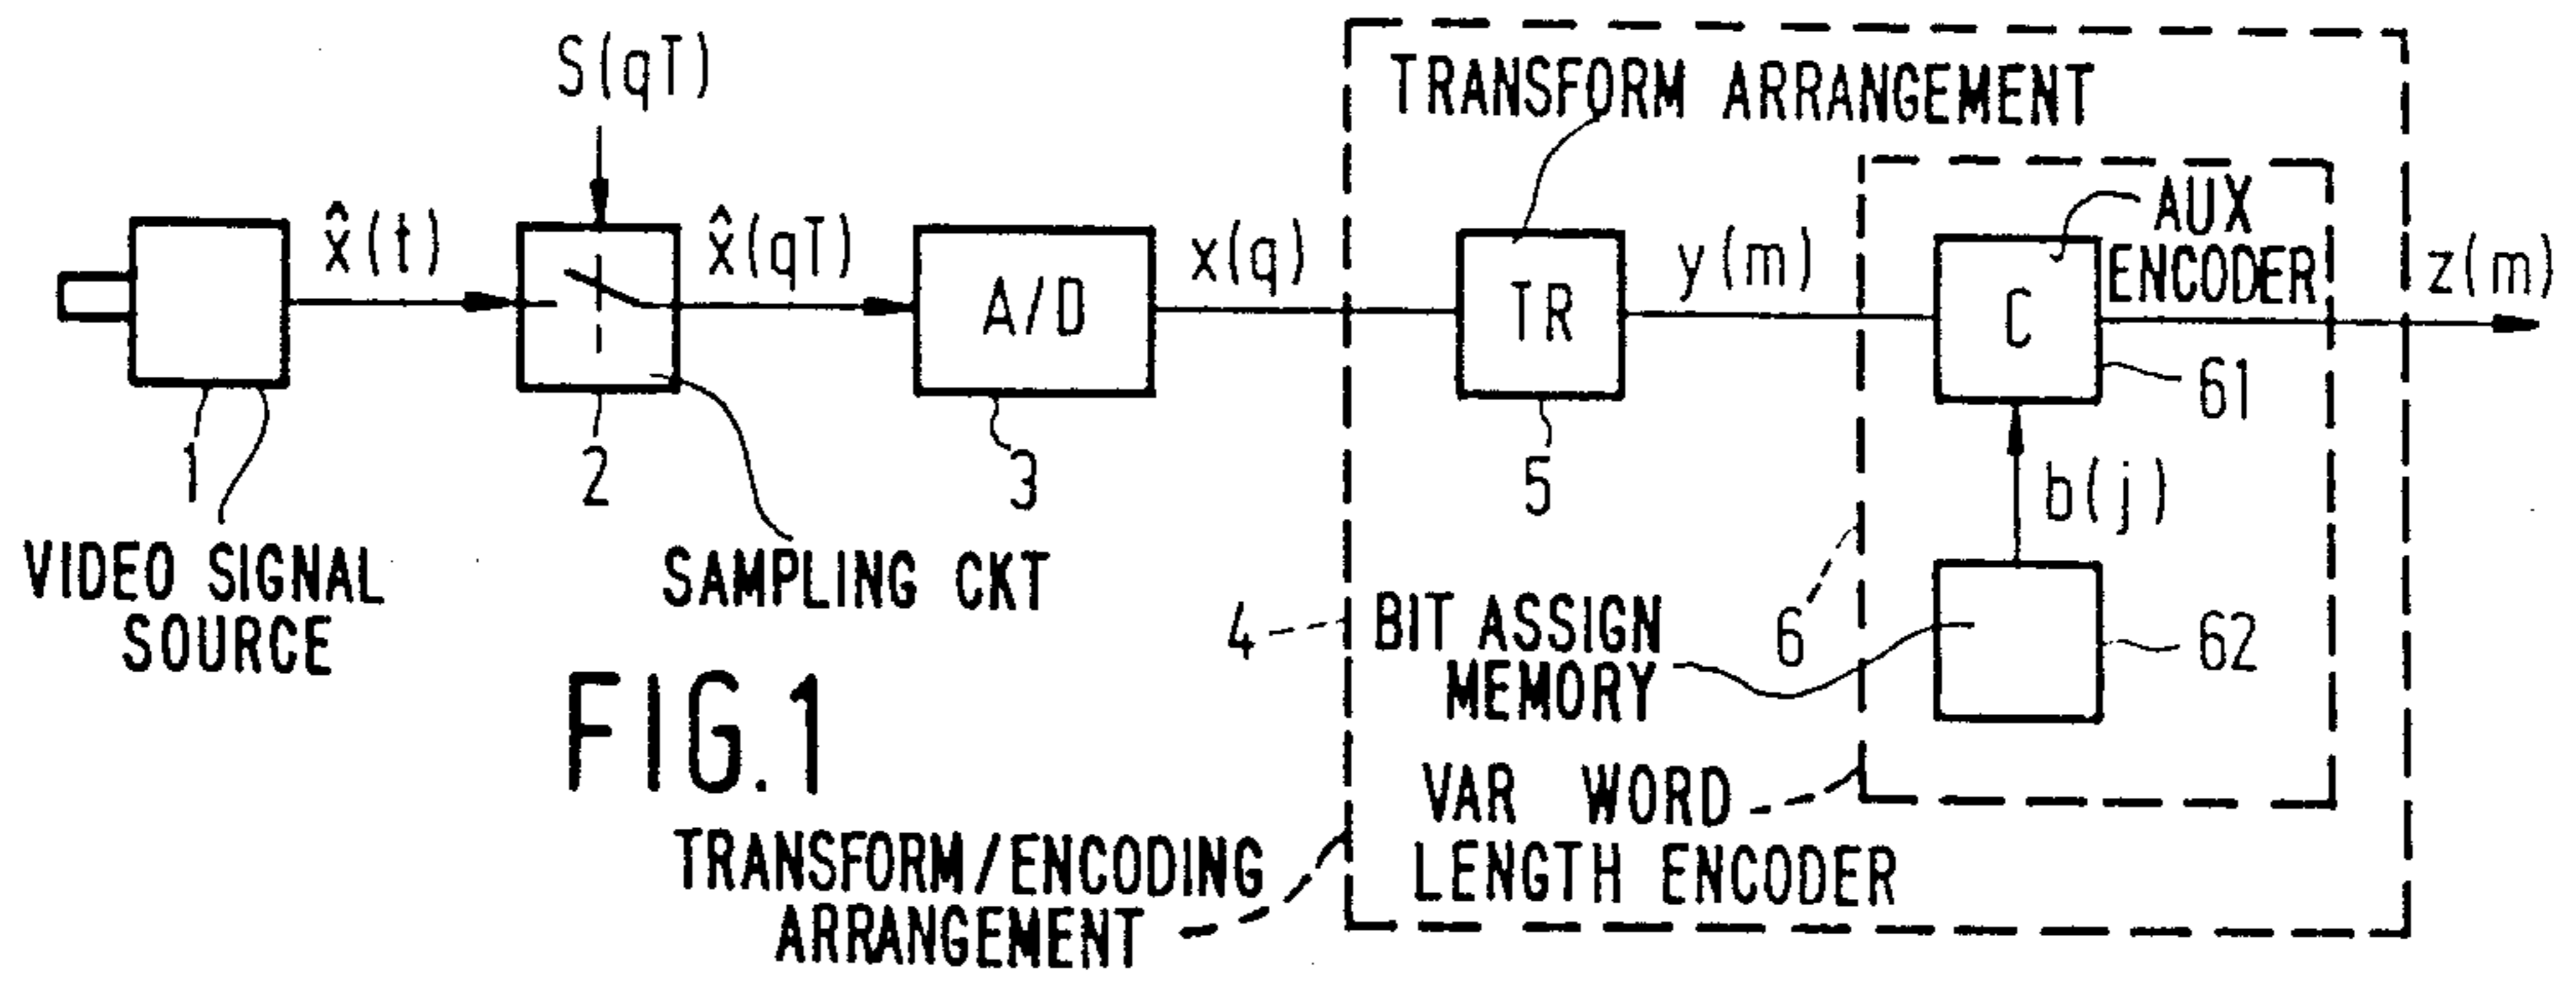 TRANSFORM ARRANGEMENT
S(qT)
x̂(t)
x̂(qT)
A/D
x(q)
TR
y(m)
AUX
ENCODER
C
z(m)
61
1
2
3
5
b(j)
VIDEO SIGNAL
SOURCE
SAMPLING CKT
4
BIT ASSIGN
MEMORY
6
62
FIG.1
VAR WORD
LENGTH ENCODER
TRANSFORM/ENCODING
ARRANGEMENT